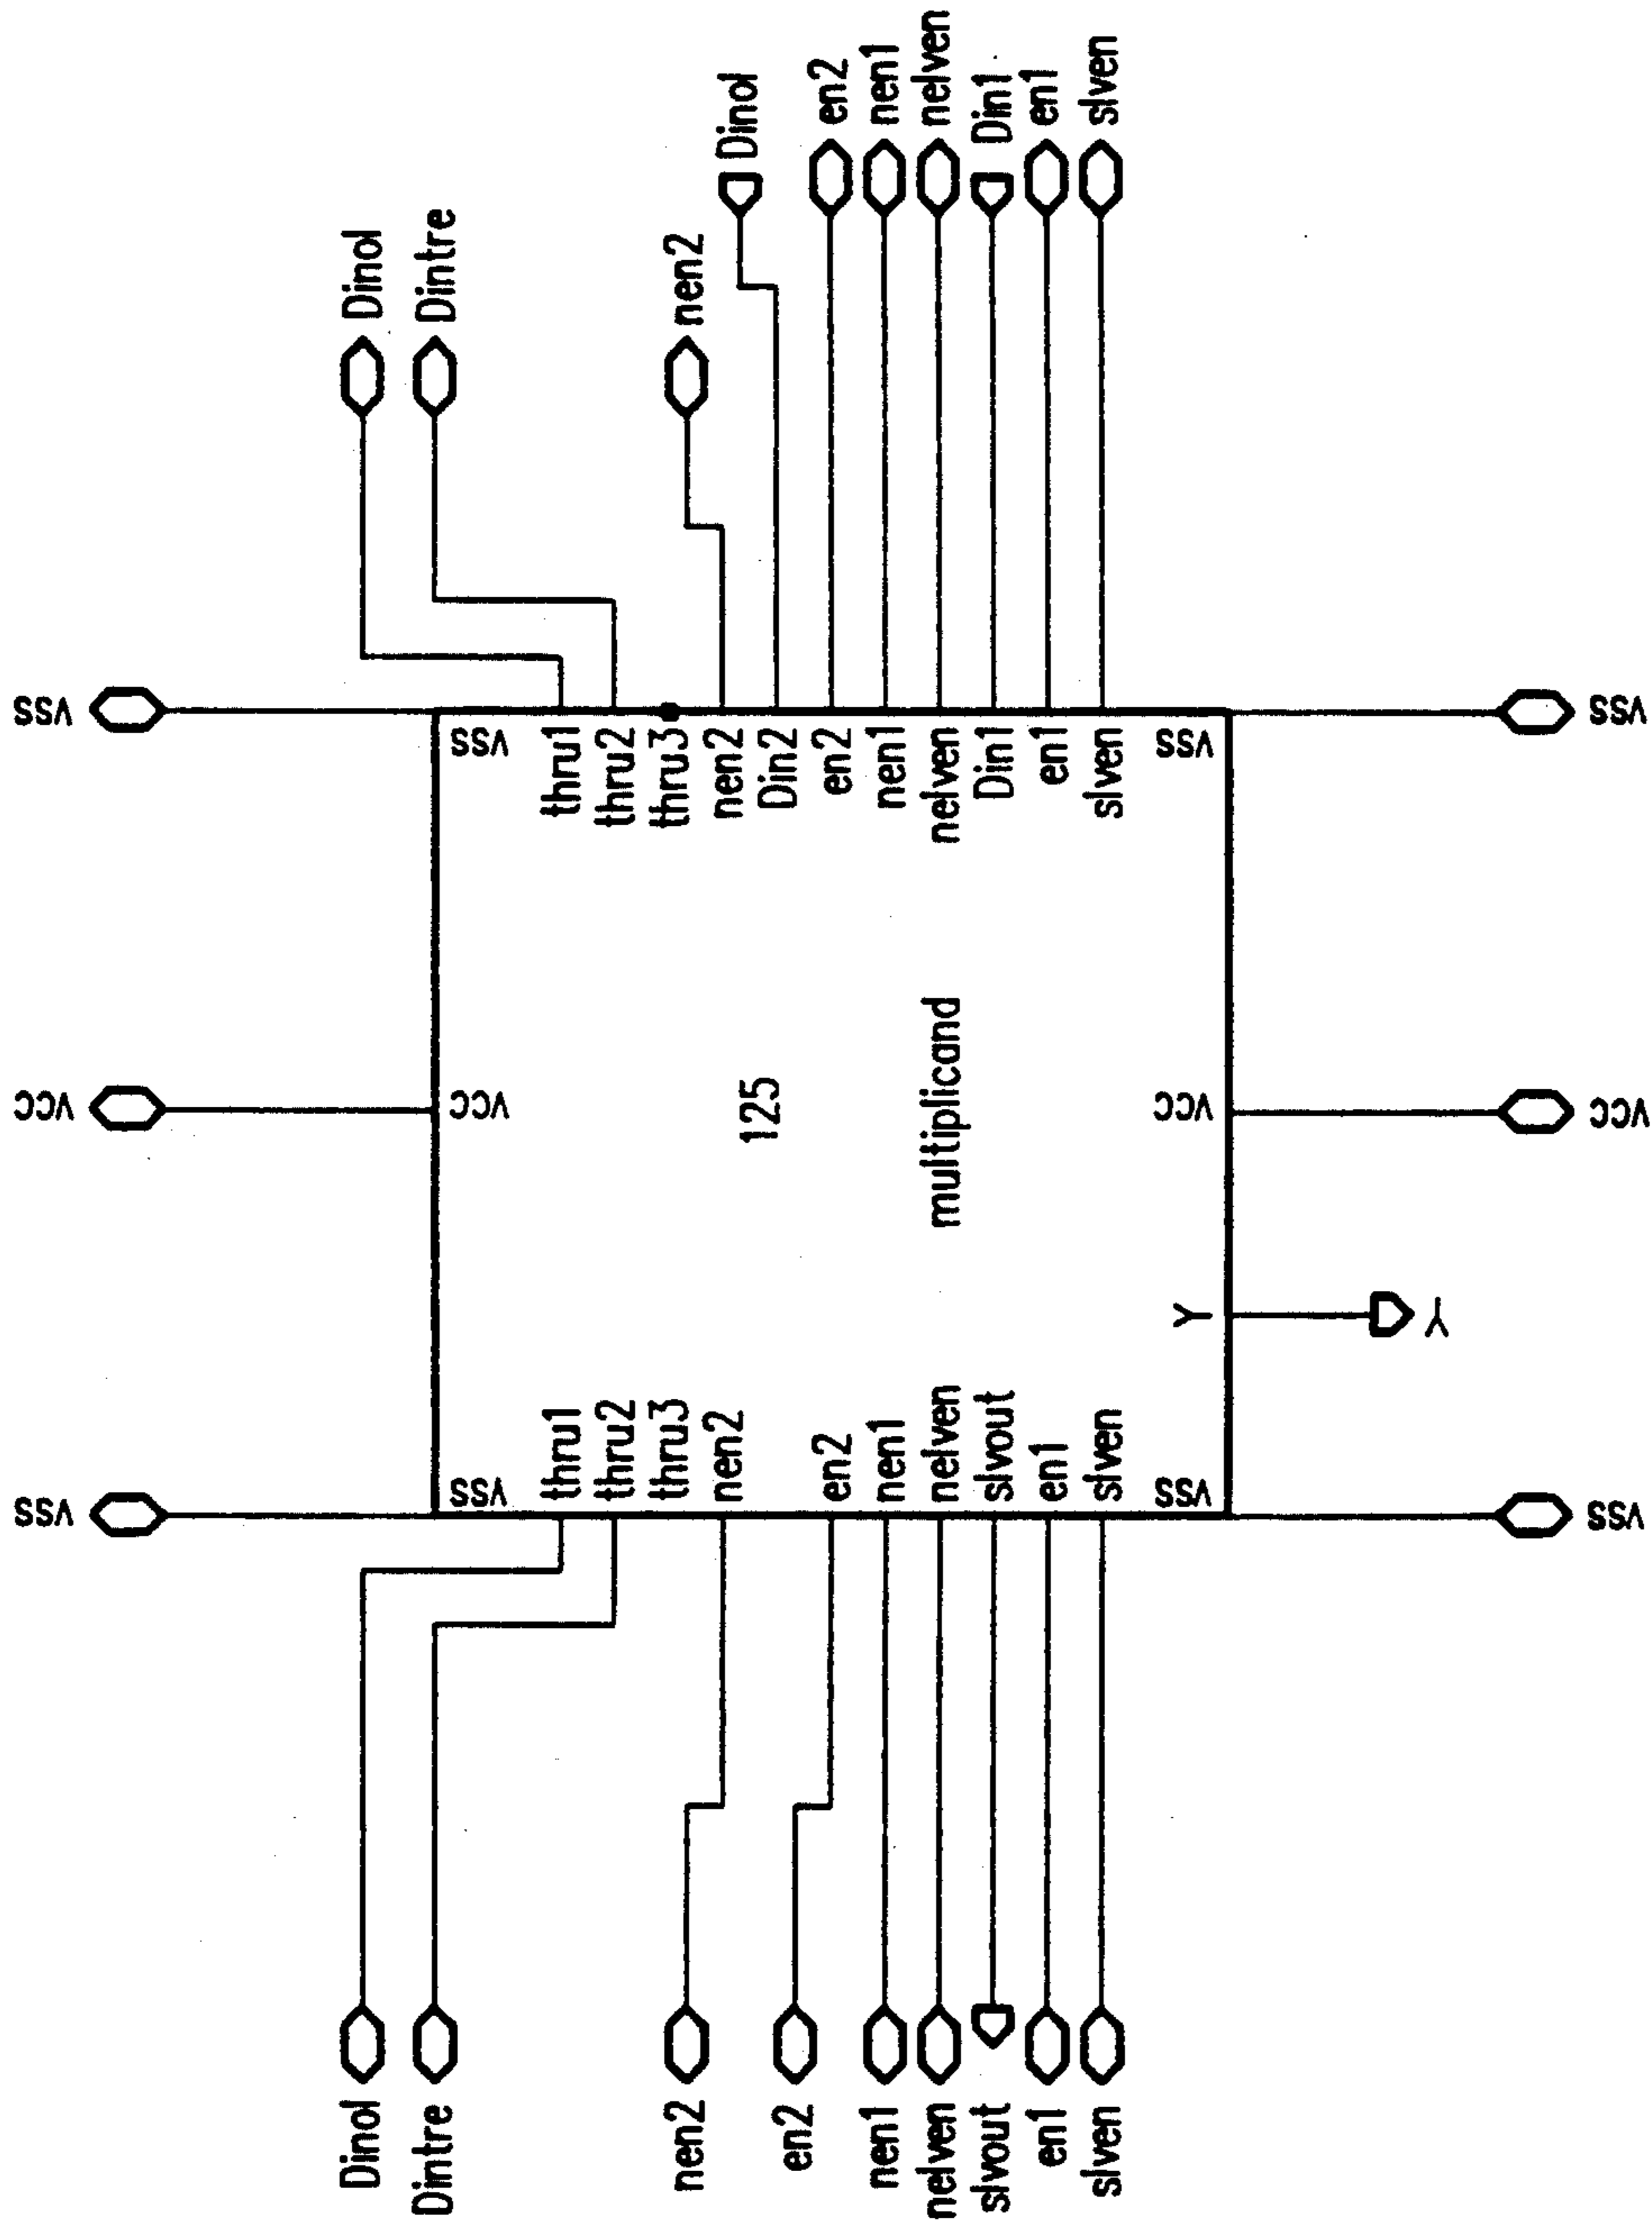 VSS VCC VSS
Dinol Dinol
Dintre Dintre
VSS VCC VSS
thru1 thru1
thru2 thru2
thru3 thru3
nen2 nen2
nen2 nen2
Dinol
125
Din2
en2 en2
en2 en2
nen1 nen1
nen1 nen1
nelven nelven
multiplicand
nelven nelven
slvout slvout
Din1 Din1
en1 en1
en1 en1
slven slven
slven slven
VSS Y VCC VSS
Y
VSS VCC VSS